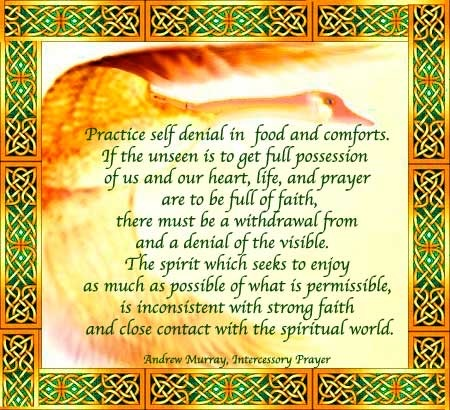 Practice self denial in food and comforts.
If the unseen is to get full possession
of us and our heart, life, and prayer
are to be full of faith,
there must be a withdrawal from
and a denial of the visible.
The spirit which seeks to enjoy
as much as possible of what is permissible,
is inconsistent with strong faith
and close contact with the spiritual world.
Andrew Murray, Intercessory Prayer